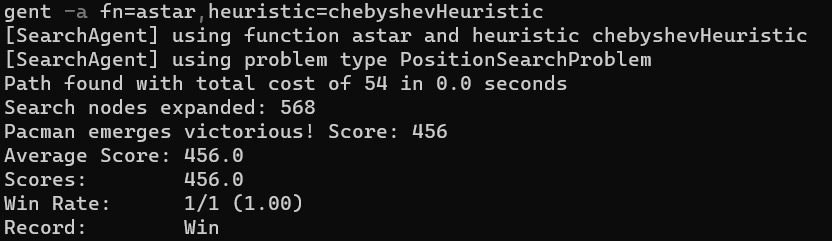 gent -a fn=astar,heuristic=chebyshevHeuristic
[SearchAgent] using function astar and heuristic chebyshevHeuristic
[SearchAgent] using problem type PositionSearchProblem
Path found with total cost of 54 in 0.0 seconds
Search nodes expanded: 568
Pacman emerges victorious! Score: 456
Average Score: 456.0
Scores:        456.0
Win Rate:      1/1 (1.00)
Record:        Win